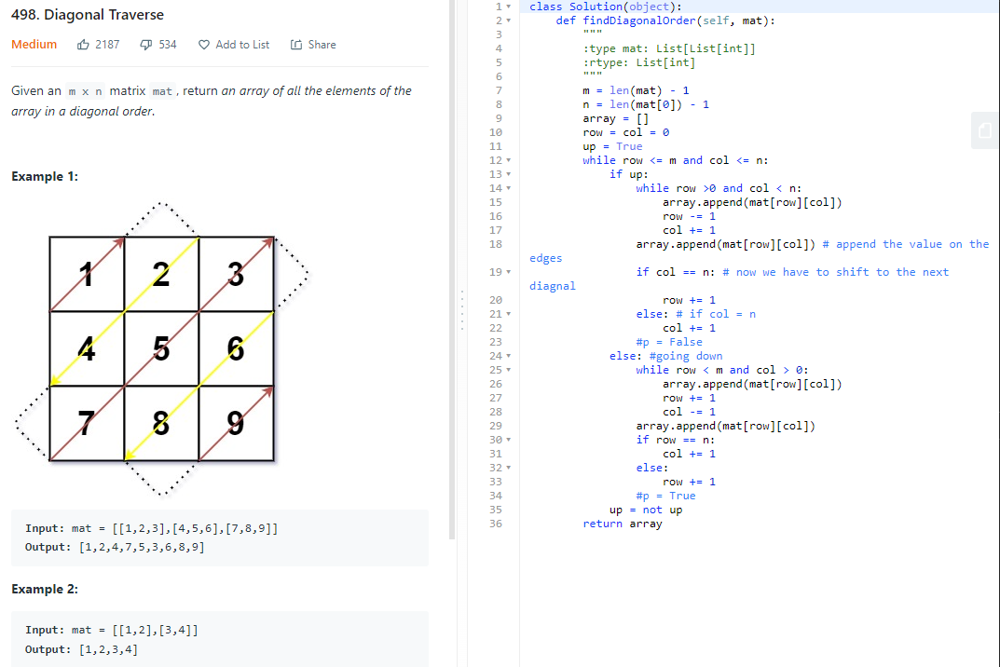 498. Diagonal Traverse
Medium 2187 534 Add to List Share
Given an m x n matrix mat , return an array of all the elements of the
array in a diagonal order.
Example 1:
1 2 3
4 5 6
7 8 9
Input: mat = [[1,2,3],[4,5,6],[7,8,9]]
Output: [1,2,4,7,5,3,6,8,9]
Example 2:
Input: mat = [[1,2],[3,4]]
Output: [1,2,3,4]
1 class Solution(object):
2     def findDiagonalOrder(self, mat):
3         """
4         :type mat: List[List[int]]
5         :rtype: List[int]
6         """
7         m = len(mat) - 1
8         n = len(mat[0]) - 1
9         array = []
10         row = col = 0
11         up = True
12         while row <= m and col <= n:
13             if up:
14                 while row >0 and col < n:
15                     array.append(mat[row][col])
16                     row -= 1
17                     col += 1
18                 array.append(mat[row][col]) # append the value on the
edges
19                 if col == n: # now we have to shift to the next
diagnal
20                     row += 1
21                 else: # if col = n
22                     col += 1
23                 #p = False
24             else: #going down
25                 while row < m and col > 0:
26                     array.append(mat[row][col])
27                     row += 1
28                     col -= 1
29                 array.append(mat[row][col])
30                 if row == n:
31                     col += 1
32                 else:
33                     row += 1
34                 #p = True
35             up = not up
36         return array